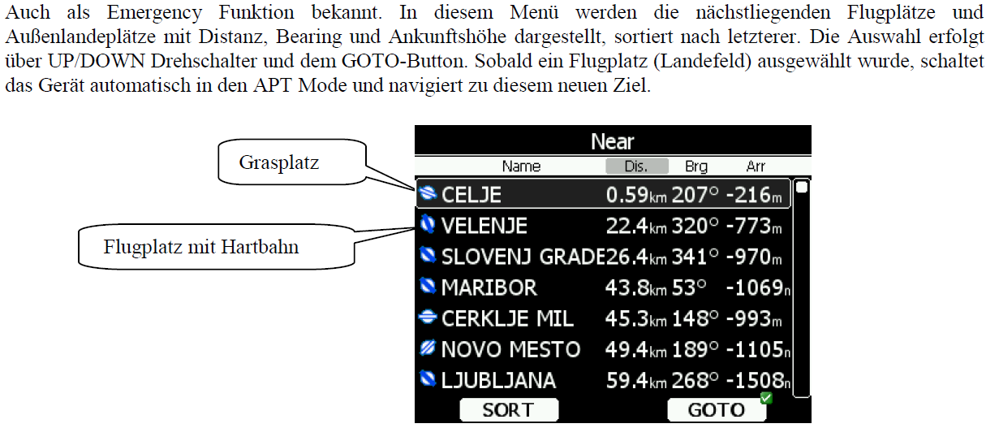 Auch als Emergency Funktion bekannt. In diesem Menü werden die nächstliegenden Flugplätze und
Außenlandeplätze mit Distanz, Bearing und Ankunftshöhe dargestellt, sortiert nach letzterer. Die Auswahl erfolgt
über UP/DOWN Drehschalter und dem GOTO-Button. Sobald ein Flugplatz (Landefeld) ausgewählt wurde, schaltet
das Gerät automatisch in den APT Mode und navigiert zu diesem neuen Ziel.
Near
Grasplatz
Name Dis. Brg Arr
CELJE 0.59km 207° -216m
VELENJE 22.4km 320° -773m
Flugplatz mit Hartbahn
SLOVENJ GRADE26.4km 341° -970m
MARIBOR 43.8km 53° -1069n
CERKLJE MIL 45.3km 148° -993m
NOVO MESTO 49.4km 189° -1105n
LJUBLJANA 59.4km 268° -1508n
SORT GOTO